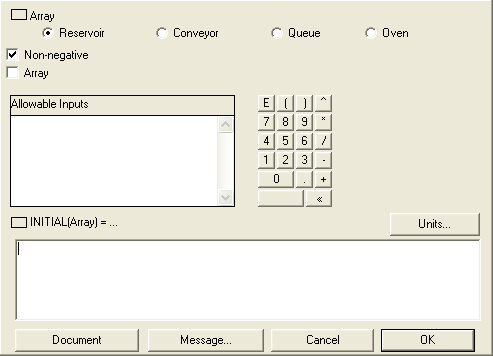 Array
Reservoir Conveyor Queue Oven
Non-negative
Array
Allowable Inputs
E ( ) ^
7 8 9 *
4 5 6 /
1 2 3 -
0 . +
«
INITIAL(Array) = ...
Units...
Document Message... Cancel OK